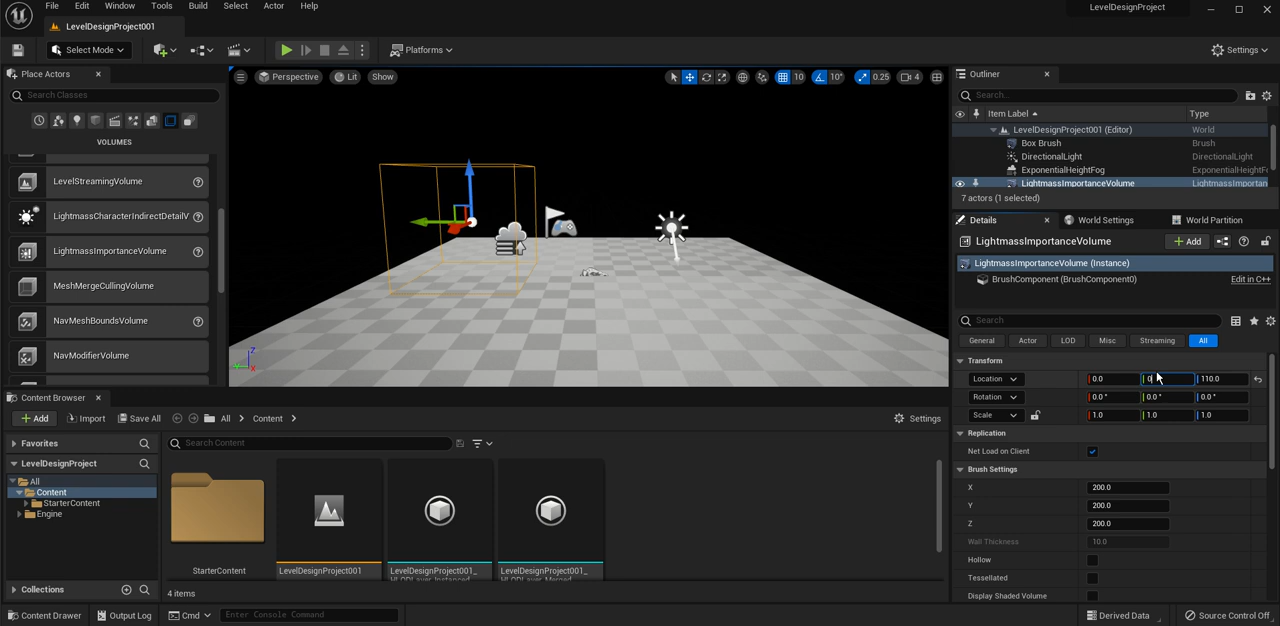 File Edit Window Tools Build Select Actor Help
LevelDesignProject
LevelDesignProject001
Select Mode
Platforms
Settings
Place Actors
Search Classes
VOLUMES
LevelStreamingVolume
LightmassCharacterIndirectDetailV
LightmassImportanceVolume
MeshMergeCullingVolume
NavMeshBoundsVolume
NavModifierVolume
Perspective Lit Show
10 10° 0.25 4
Z
X
Outliner
Search...
Item Label Type
LevelDesignProject001 (Editor) World
Box Brush Brush
DirectionalLight DirectionalLight
ExponentialHeightFog ExponentialHeightF
LightmassImportanceVolume LightmassImportan
7 actors (1 selected)
Details World Settings World Partition
LightmassImportanceVolume Add
LightmassImportanceVolume (Instance)
BrushComponent (BrushComponent0) Edit in C++
Search
General Actor LOD Misc Streaming All
Transform
Location 0.0 0 110.0
Rotation 0.0 ° 0.0 ° 0.0 °
Scale 1.0 1.0 1.0
Replication
Net Load on Client
Brush Settings
X 200.0
Y 200.0
Z 200.0
Wall Thickness 10.0
Hollow
Tessellated
Display Shaded Volume
Content Browser
Add Import Save All All Content Settings
Favorites
Search Content
LevelDesignProject
All
Content
StarterContent
Engine
Collections
StarterContent
LevelDesignProject001
LevelDesignProject001_
HLODLayer_Instanced
LevelDesignProject001_
HLODLayer_Merged
4 items
Content Drawer Output Log Cmd Enter Console Command
Derived Data Source Control Off